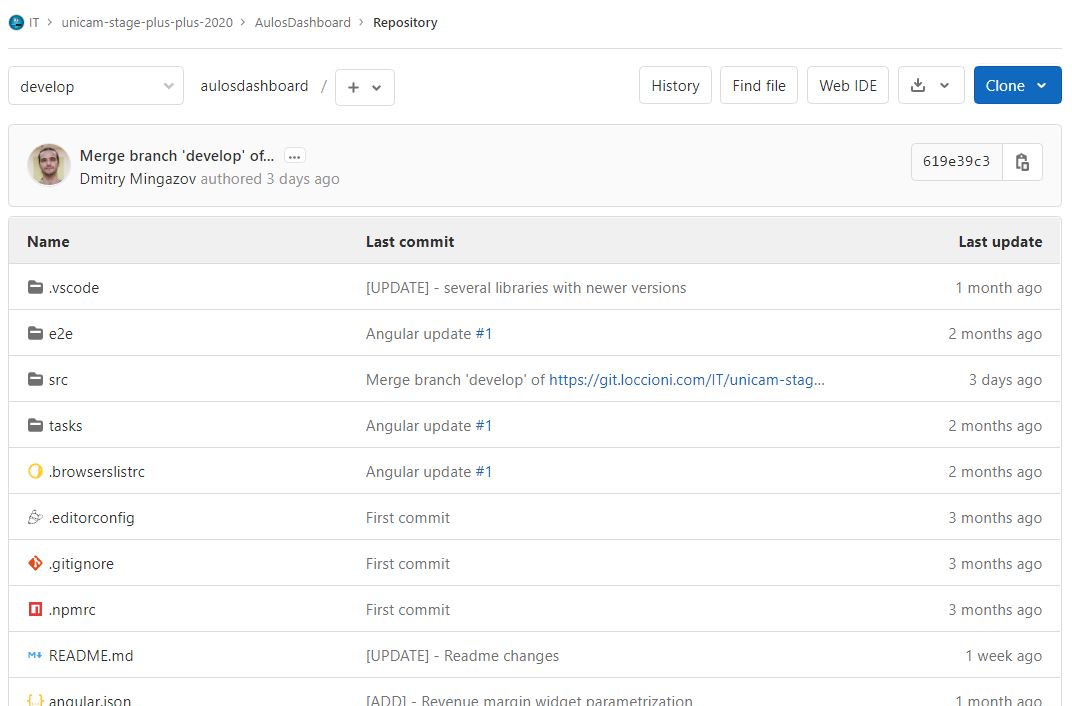 IT > unicam-stage-plus-plus-2020 > AulosDashboard > Repository
develop aulosdashboard / + History Find file Web IDE Clone
Merge branch 'develop' of... ...
Dmitry Mingazov authored 3 days ago 619e39c3
Name Last commit Last update
.vscode [UPDATE] - several libraries with newer versions 1 month ago
e2e Angular update #1 2 months ago
src Merge branch 'develop' of https://git.loccioni.com/IT/unicam-stag... 3 days ago
tasks Angular update #1 2 months ago
.browserslistrc Angular update #1 2 months ago
.editorconfig First commit 3 months ago
.gitignore First commit 3 months ago
.npmrc First commit 3 months ago
M↓ README.md [UPDATE] - Readme changes 1 week ago
{..} angular.json [ADD] - Revenue margin widget parametrization 1 month ago